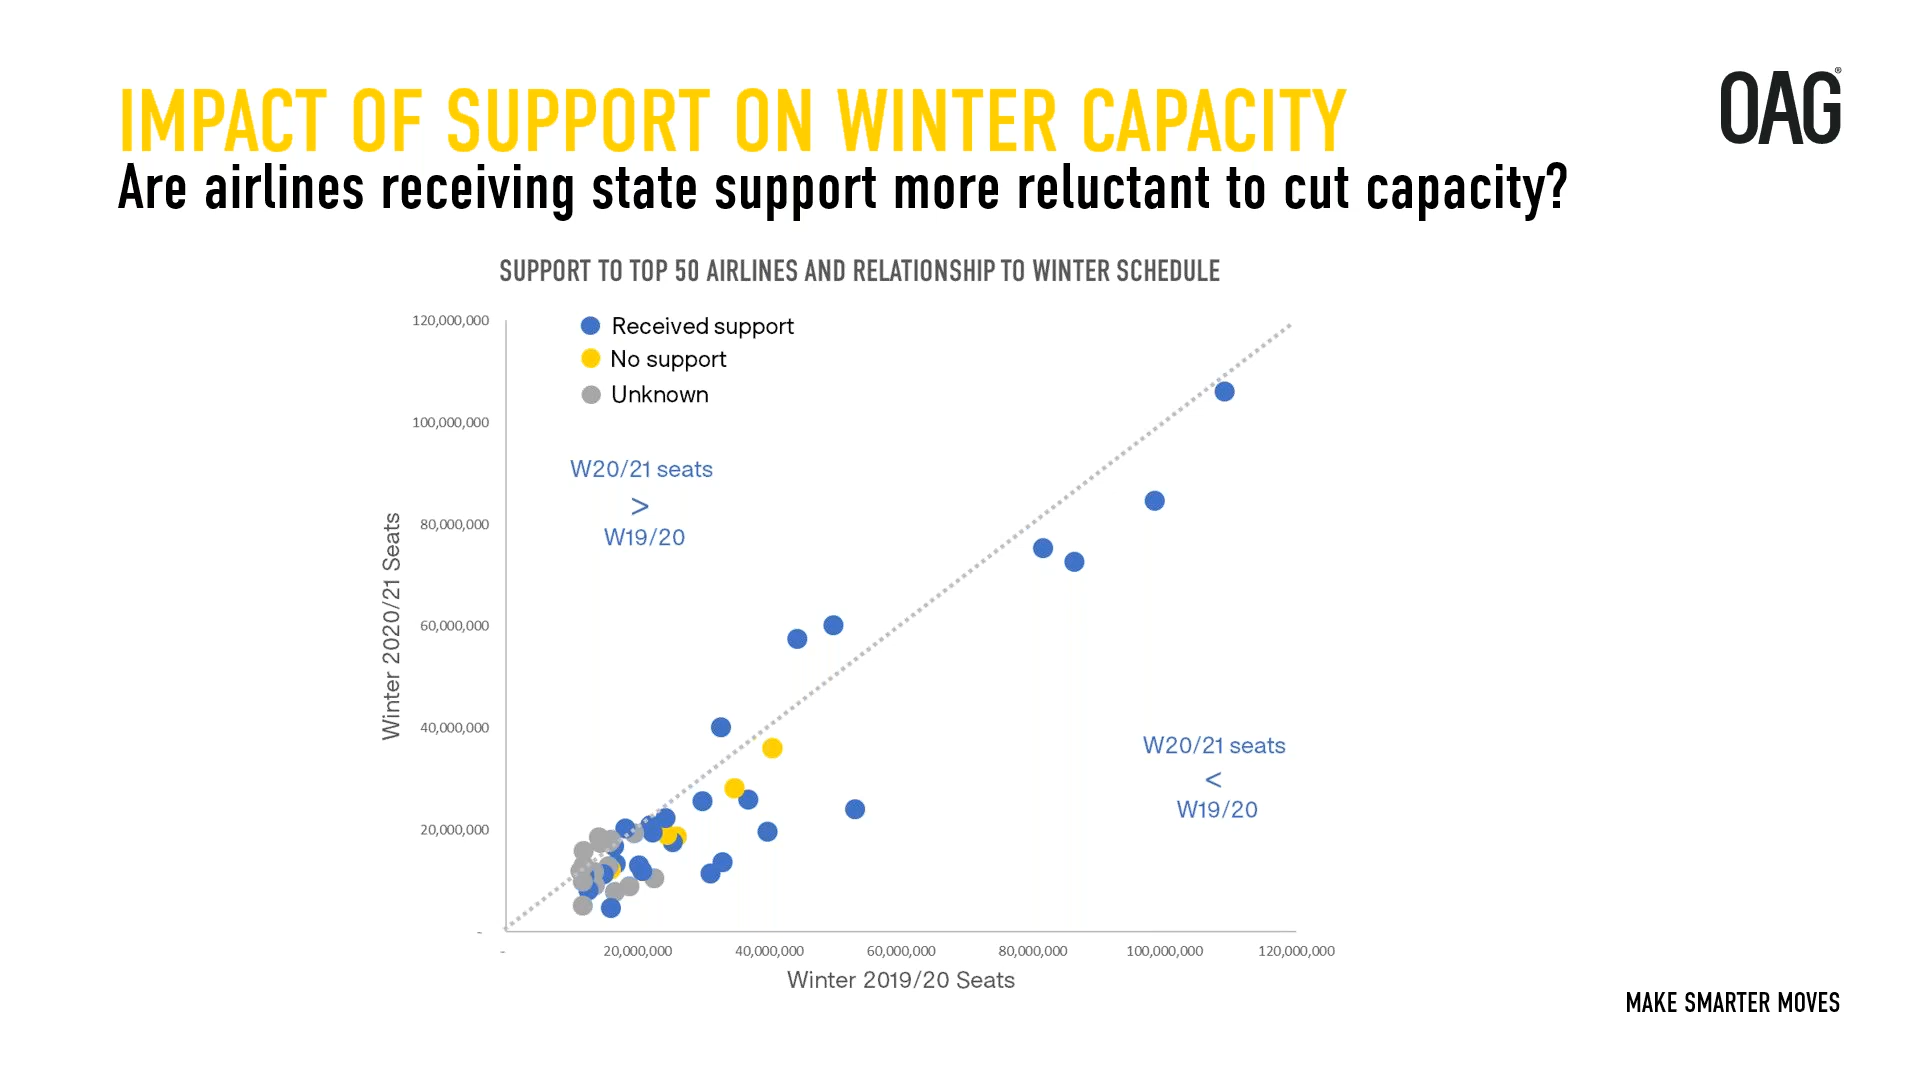 IMPACT OF SUPPORT ON WINTER CAPACITY
OAG®
Are airlines receiving state support more reluctant to cut capacity?
SUPPORT TO TOP 50 AIRLINES AND RELATIONSHIP TO WINTER SCHEDULE
120,000,000
100,000,000
80,000,000
60,000,000
40,000,000
20,000,000
-
Winter 2020/21 Seats
Received support
No support
Unknown
W20/21 seats
>
W19/20
W20/21 seats
<
W19/20
-
20,000,000
40,000,000
60,000,000
80,000,000
100,000,000
120,000,000
Winter 2019/20 Seats
MAKE SMARTER MOVES